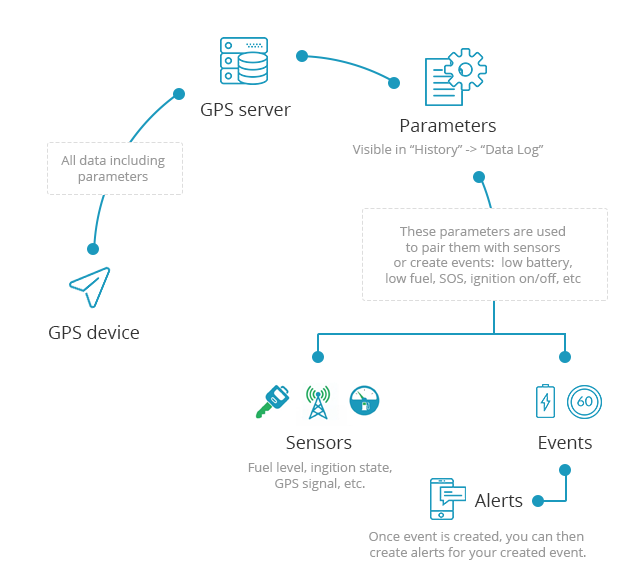 GPS server
Parameters
Visible in “History” -> “Data Log”
All data including
parameters
These parameters are used
to pair them with sensors
or create events:  low battery,
low fuel, SOS, ignition on/off, etc
GPS device
60
Sensors
Events
Fuel level, ingition state,
GPS signal, etc.
Alerts
Once event is created, you can then
create alerts for your created event.